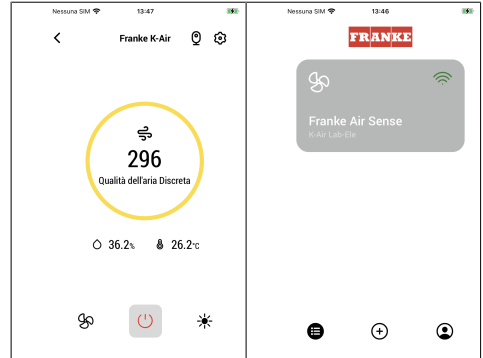 Nessuna SIM 13:47
Franke K-Air
296
Qualità dell'aria Discreta
36.2% 26.2°C
Nessuna SIM 13:46
FRANKE
Franke Air Sense
K-Air Lab-Ele